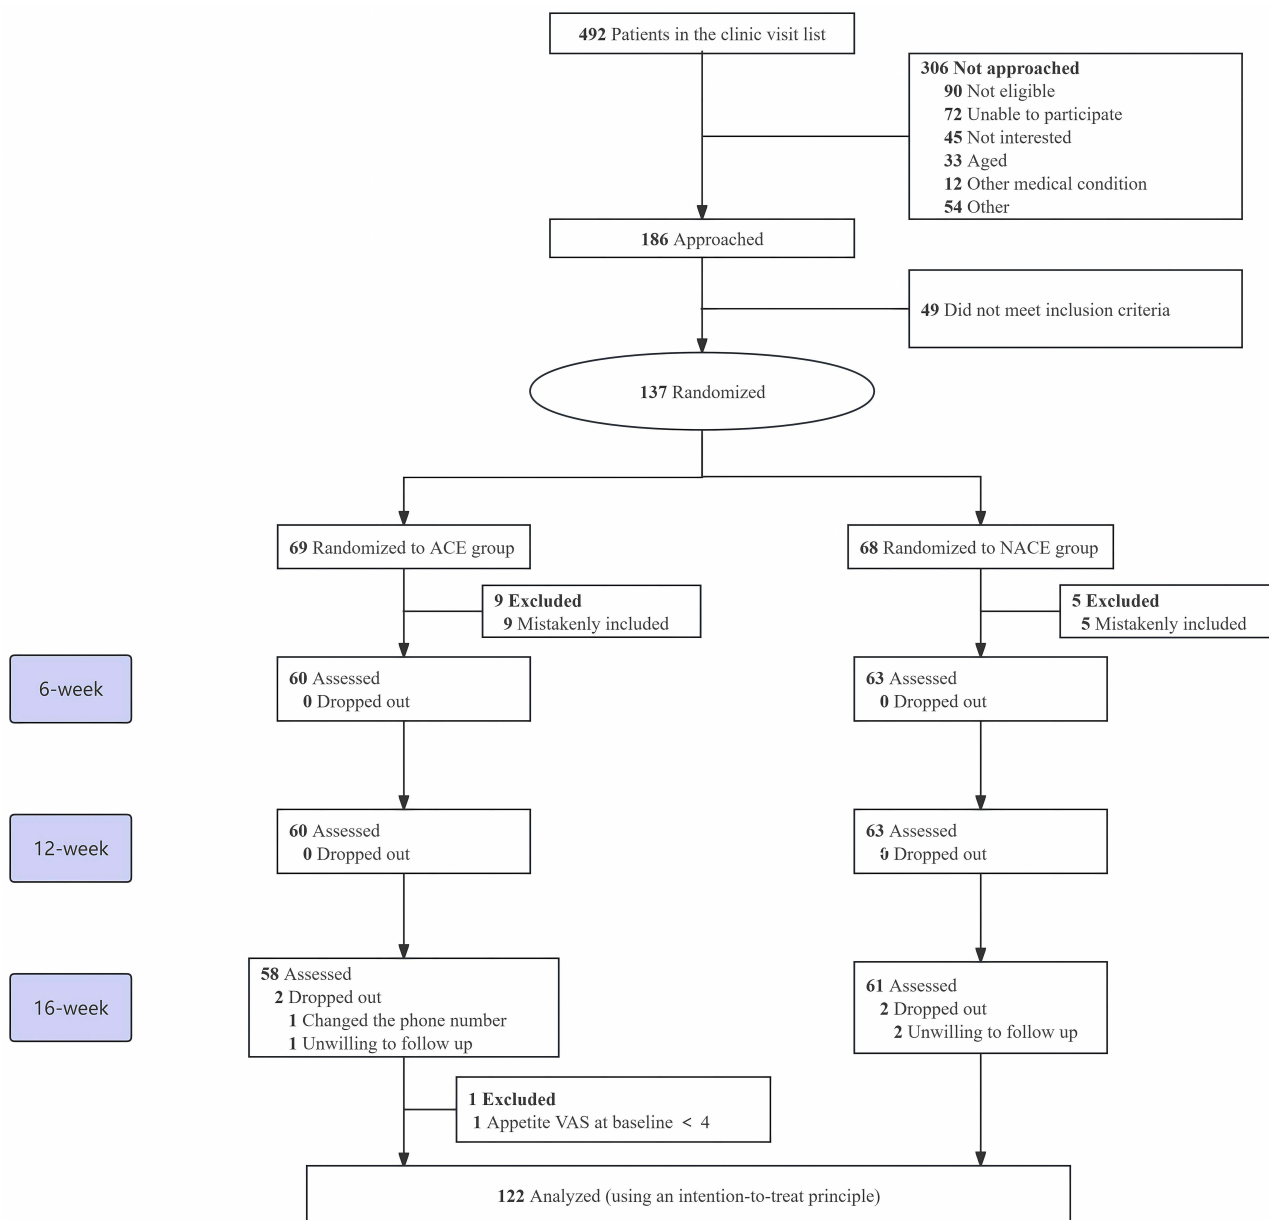 492 Patients in the clinic visit list
306 Not approached
90 Not eligible
72 Unable to participate
45 Not interested
33 Aged
12 Other medical condition
54 Other
186 Approached
49 Did not meet inclusion criteria
137 Randomized
69 Randomized to ACE group
68 Randomized to NACE group
9 Excluded
9 Mistakenly included
5 Excluded
5 Mistakenly included
6-week
60 Assessed
0 Dropped out
63 Assessed
0 Dropped out
12-week
60 Assessed
0 Dropped out
63 Assessed
0 Dropped out
16-week
58 Assessed
2 Dropped out
1 Changed the phone number
1 Unwilling to follow up
61 Assessed
2 Dropped out
2 Unwilling to follow up
1 Excluded
1 Appetite VAS at baseline < 4
122 Analyzed (using an intention-to-treat principle)